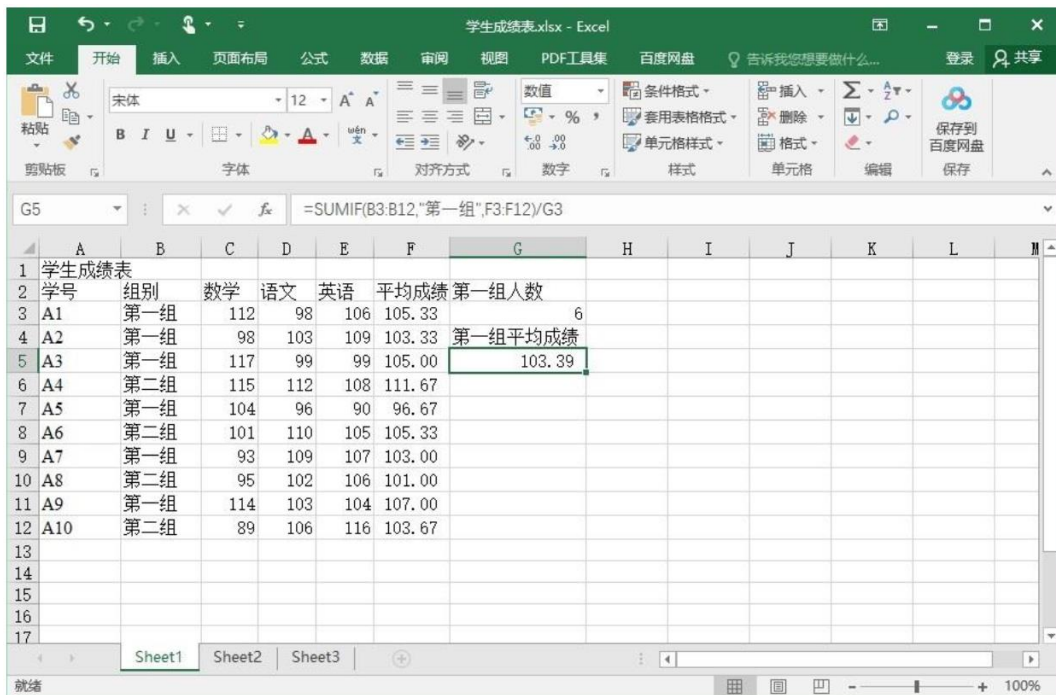 学生成绩表.xlsx - Excel
文件 开始 插入 页面布局 公式 数据 审阅 视图 PDF工具集 百度网盘 告诉我您想要做什么... 登录 共享
宋体 12 A A 数值 条件格式 插入
粘贴 B I U A wén 文 % 套用表格格式 删除 保存到
单元格样式 格式 百度网盘
剪贴板 字体 对齐方式 数字 样式 单元格 编辑 保存
G5 fx =SUMIF(B3:B12,"第一组",F3:F12)/G3
A B C D E F G H I J K L M
1 学生成绩表
2 学号 组别 数学 语文 英语 平均成绩 第一组人数
3 A1 第一组 112 98 106 105.33 6
4 A2 第一组 98 103 109 103.33 第一组平均成绩
5 A3 第一组 117 99 99 105.00 103.39
6 A4 第二组 115 112 108 111.67
7 A5 第一组 104 96 90 96.67
8 A6 第二组 101 110 105 105.33
9 A7 第一组 93 109 107 103.00
10 A8 第二组 95 102 106 101.00
11 A9 第一组 114 103 104 107.00
12 A10 第二组 89 106 116 103.67
13
14
15
16
17
Sheet1 Sheet2 Sheet3
就绪 100%